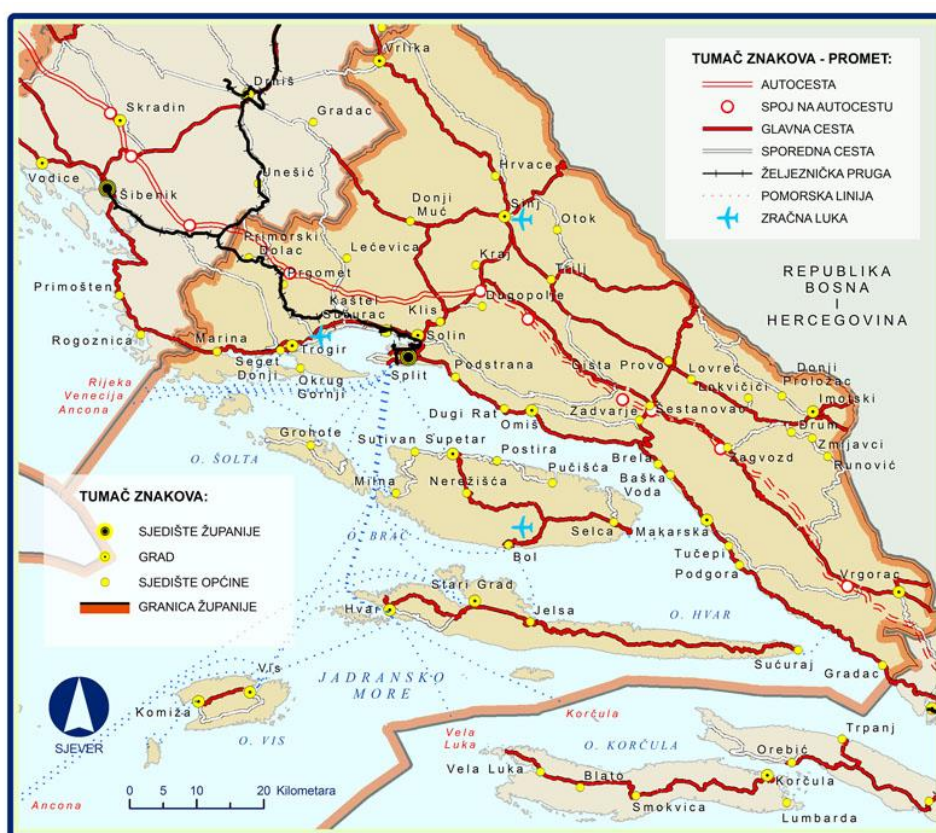 TUMAČ ZNAKOVA - PROMET:
AUTOCESTA
SPOJ NA AUTOCESTU
GLAVNA CESTA
SPOREDNA CESTA
ŽELJEZNIČKA PRUGA
POMORSKA LINIJA
ZRAČNA LUKA
Vrlika
Drniš
Skradin
Gradac
Hrvace
Vodice
Unešić
Šibenik
Donji
Muć
Sinj
Otok
Primorski
Dolac
Lećevica
Kraj
Trilj
REPUBLIKA
BOSNA
I
HERCEGOVINA
Prgomet
Primošten
Kaštel
Sućurac
Klis
Dugopolje
Rogoznica
Marina
Solin
Seget
Donji
Trogir
Split
Podstrana
Cista Provo
Lovreć
Donji
Proložac
Okrug
Gornji
Lokvičići
Imotski
Rijeka
Venecija
Ancona
Dugi Rat
Omiš
Zadvarje
Šestanovac
Drum
Zmijavci
Runović
Grohote
Sutivan
Supetar
Postira
Brela
Zagvozd
O. ŠOLTA
Pučišća
Baška
Voda
Milna
Nerežišća
TUMAČ ZNAKOVA:
SJEDIŠTE ŽUPANIJE
GRAD
SJEDIŠTE OPĆINE
GRANICA ŽUPANIJE
O. BRAČ
Selca
Makarska
Bol
Tučepi
Podgora
Stari Grad
Vrgorac
Hvar
Jelsa
O. HVAR
Sućuraj
Gradac
Vis
JADRANSKO
MORE
Komiža
Korčula
SJEVER
O. VIS
Vela
Luka
O. KORČULA
Trpanj
Orebić
Vela Luka
Blato
Korčula
Smokvica
Lumbarda
Ancona
0 5 10 20 Kilometara